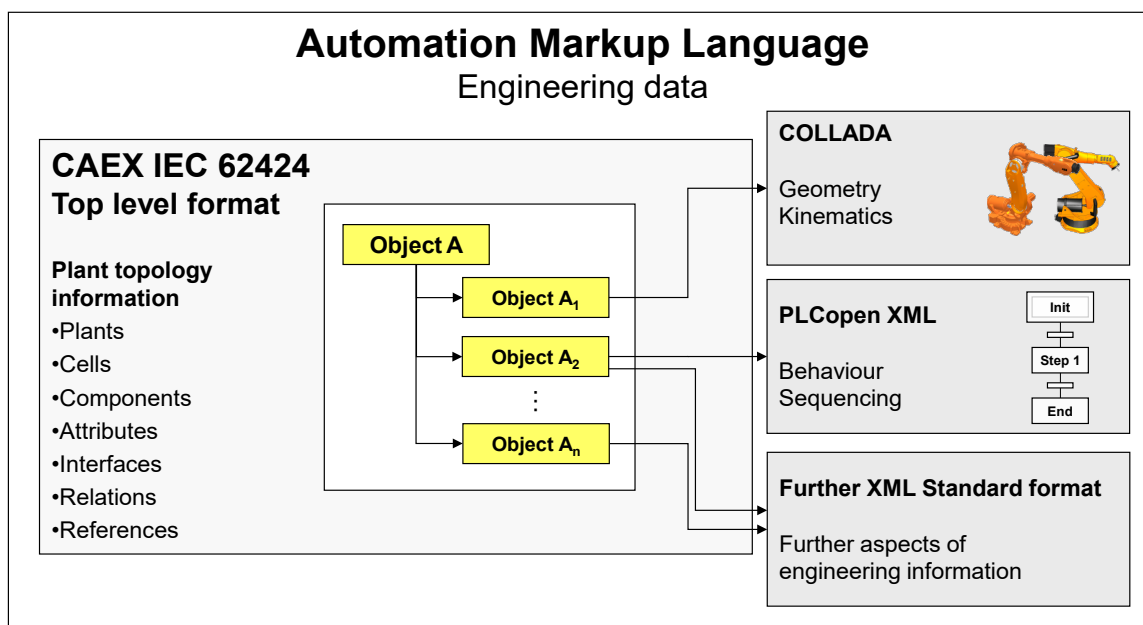 Automation Markup Language
Engineering data
CAEX IEC 62424
Top level format
Plant topology
information
•Plants
•Cells
•Components
•Attributes
•Interfaces
•Relations
•References
Object A
Object A₁
Object A₂
⋮
Object Aₙ
COLLADA
Geometry
Kinematics
PLCopen XML
Behaviour
Sequencing
Init
Step 1
End
Further XML Standard format
Further aspects of
engineering information